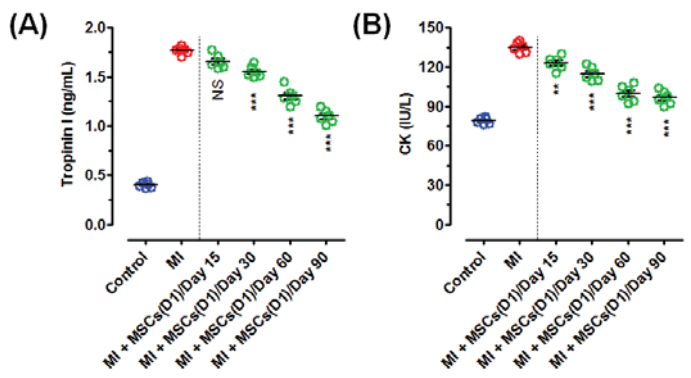 (A)
Tropinin I (ng/mL)
2.0
1.5
1.0
0.5
0.0
NS
***
***
***
Control
MI
MI + MSCs(D1)/Day 15
MI + MSCs(D1)/Day 30
MI + MSCs(D1)/Day 60
MI + MSCs(D1)/Day 90
(B)
CK (IU/L)
150
120
90
60
30
0
**
***
***
***
Control
MI
MI + MSCs(D1)/Day 15
MI + MSCs(D1)/Day 30
MI + MSCs(D1)/Day 60
MI + MSCs(D1)/Day 90